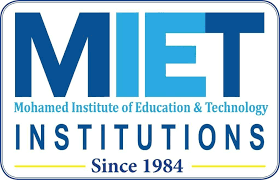 MIET
Mohamed Institute of Education & Technology
INSTITUTIONS
Since 1984